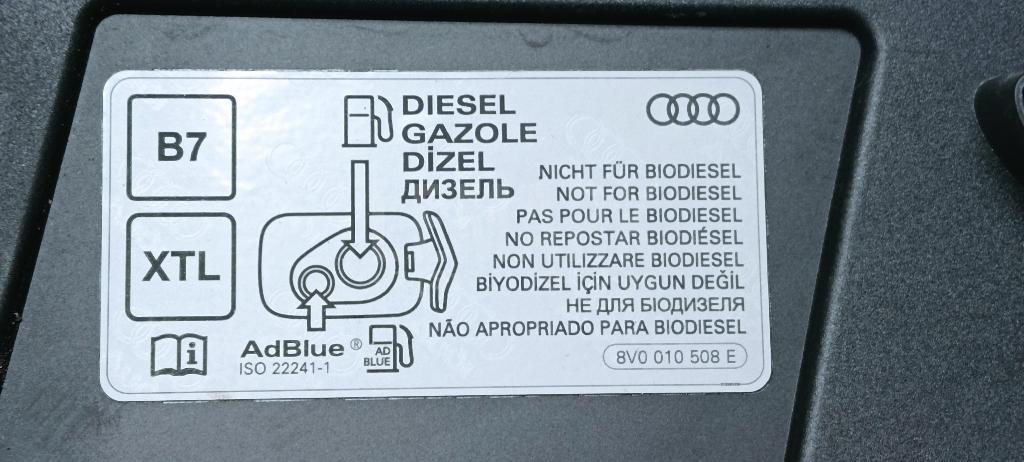 B7
XTL
DIESEL
GAZOLE
DİZEL
ДИЗЕЛЬ
NICHT FÜR BIODIESEL
NOT FOR BIODIESEL
PAS POUR LE BIODIESEL
NO REPOSTAR BIODIÉSEL
NON UTILIZZARE BIODIESEL
BİYODİZEL İÇİN UYGUN DEĞİL
НЕ ДЛЯ БІОДИЗЕЛЯ
NÃO APROPRIADO PARA BIODIESEL
i
AdBlue®
ISO 22241-1
AD
BLUE
8V0 010 508 E